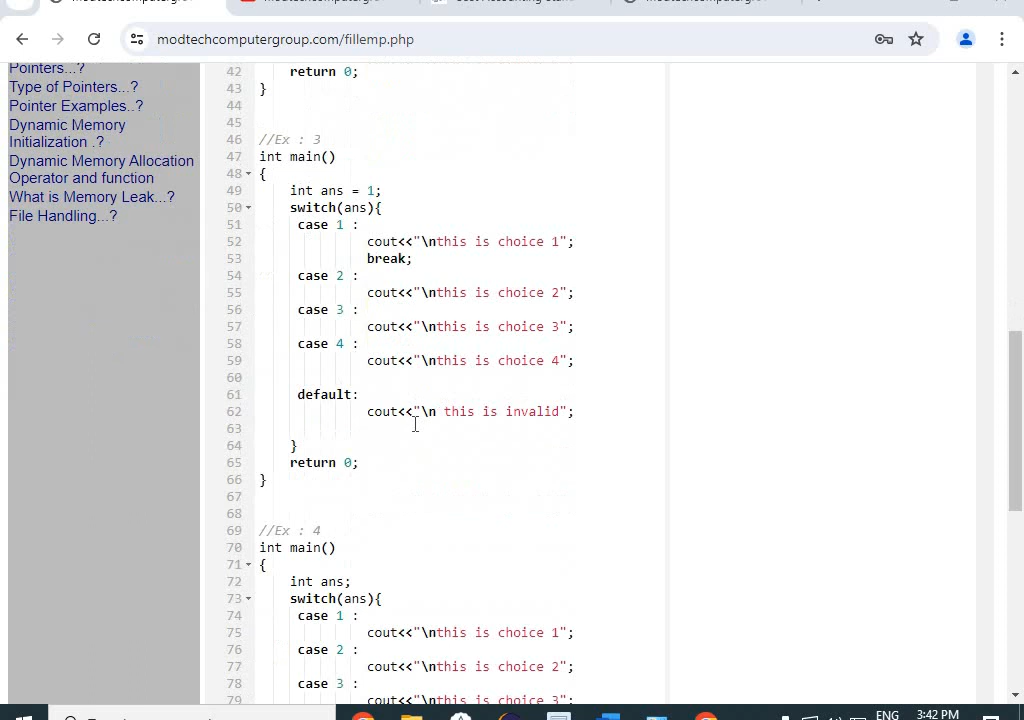 modtechcomputergroup.com/fillemp.php
Pointers...?
Type of Pointers...?
Pointer Examples..?
Dynamic Memory
Initialization .?
Dynamic Memory Allocation
Operator and function
What is Memory Leak...?
File Handling...?
42 return 0;
43 }
44
45
46 //Ex : 3
47 int main()
48 {
49 int ans = 1;
50 switch(ans){
51 case 1 :
52 cout<<"\nthis is choice 1";
53 break;
54 case 2 :
55 cout<<"\nthis is choice 2";
56 case 3 :
57 cout<<"\nthis is choice 3";
58 case 4 :
59 cout<<"\nthis is choice 4";
60
61 default:
62 cout<<"\n this is invalid";
63
64 }
65 return 0;
66 }
67
68
69 //Ex : 4
70 int main()
71 {
72 int ans;
73 switch(ans){
74 case 1 :
75 cout<<"\nthis is choice 1";
76 case 2 :
77 cout<<"\nthis is choice 2";
78 case 3 :
79 cout<<"\nthis is choice 3";
ENG 3:42 PM